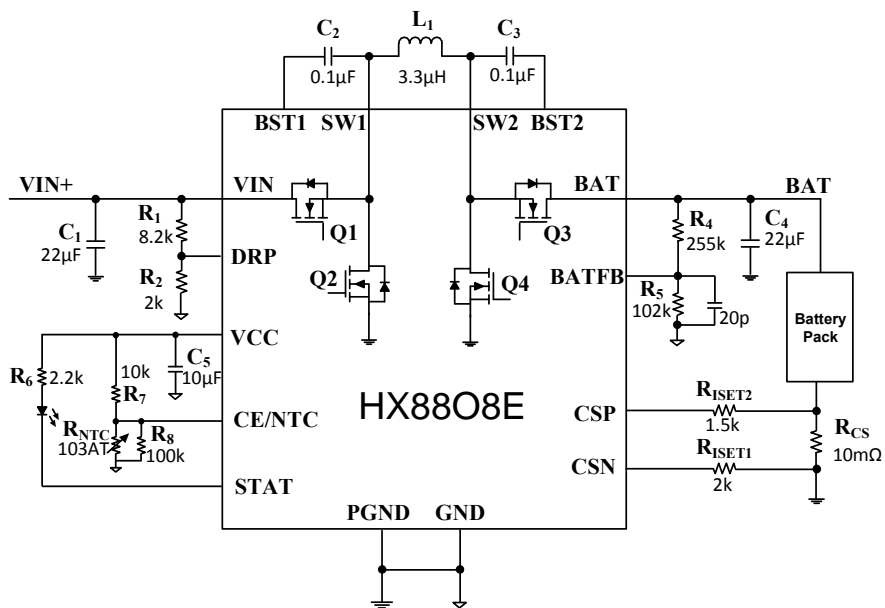 L1
3.3μH
C2
0.1μF
C3
0.1μF
BST1
SW1
SW2
BST2
VIN+
VIN
BAT
BAT
R1
8.2k
C1
22μF
Q1
Q3
R4
255k
C4
22μF
DRP
R2
2k
Q2
Q4
BATFB
R5
102k
20p
Battery
Pack
VCC
R6
2.2k
10k
R7
C5
10μF
HX88O8E
CE/NTC
RNTC
103AT
R8
100k
STAT
CSP
RISET2
1.5k
RCS
10mΩ
CSN
RISET1
2k
PGND
GND